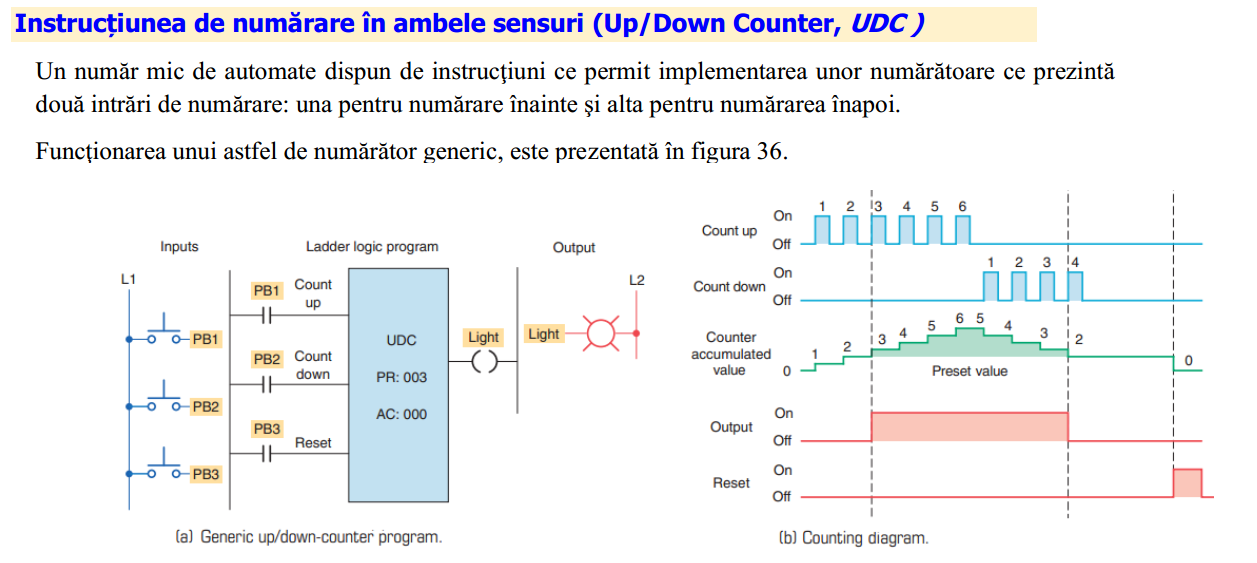 Instrucțiunea de numărare în ambele sensuri (Up/Down Counter, UDC )
Un număr mic de automate dispun de instrucţiuni ce permit implementarea unor numărătoare ce prezintă
două intrări de numărare: una pentru numărare înainte şi alta pentru numărarea înapoi.
Funcţionarea unui astfel de numărător generic, este prezentată în figura 36.
Inputs
Ladder logic program
Output
L1
L2
PB1
PB2
PB3
PB1
Count
up
PB2
Count
down
PB3
Reset
UDC
PR: 003
AC: 000
Light
Light
(a) Generic up/down-counter program.
Count up
On
Off
1 2 3 4 5 6
Count down
On
Off
1 2 3 4
Counter
accumulated
value
0
1 2 3 4 5 6 5 4 3 2 0
Preset value
Output
On
Off
Reset
On
Off
(b) Counting diagram.